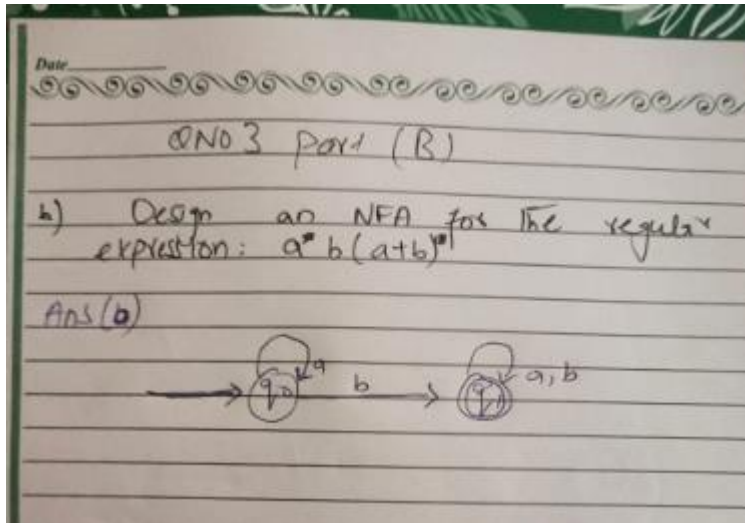 Date
QNO 3 Part (B)
b) Design an NFA for the regular
expression: a* b(a+b)*
Ans(b)
a
q0 b q1 a, b